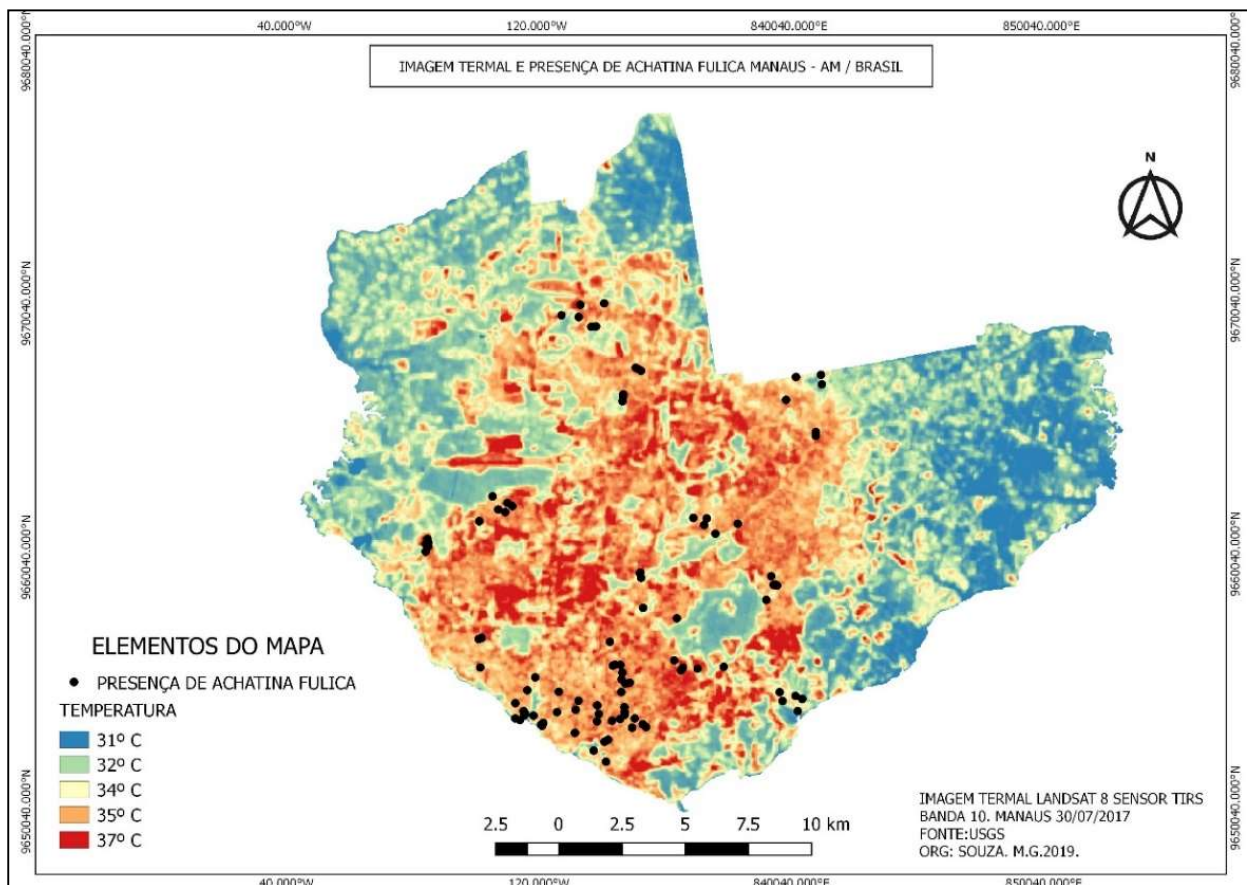 40.000°W 120.000°W 840040.000°E 850040.000°E
9680040.000°N 9680040.000°N
IMAGEM TERMAL E PRESENÇA DE ACHATINA FULICA MANAUS - AM / BRASIL
N
9670040.000°N 9670040.000°N
9660040.000°N 9660040.000°N
ELEMENTOS DO MAPA
PRESENÇA DE ACHATINA FULICA
TEMPERATURA
31º C
32º C
34º C
35º C
37º C
9650040.000°N 9650040.000°N
2.5 0 2.5 5 7.5 10 km
IMAGEM TERMAL LANDSAT 8 SENSOR TIRS
BANDA 10. MANAUS 30/07/2017
FONTE:USGS
ORG: SOUZA. M.G.2019.
40.000°W 120.000°W 840040.000°E 850040.000°E